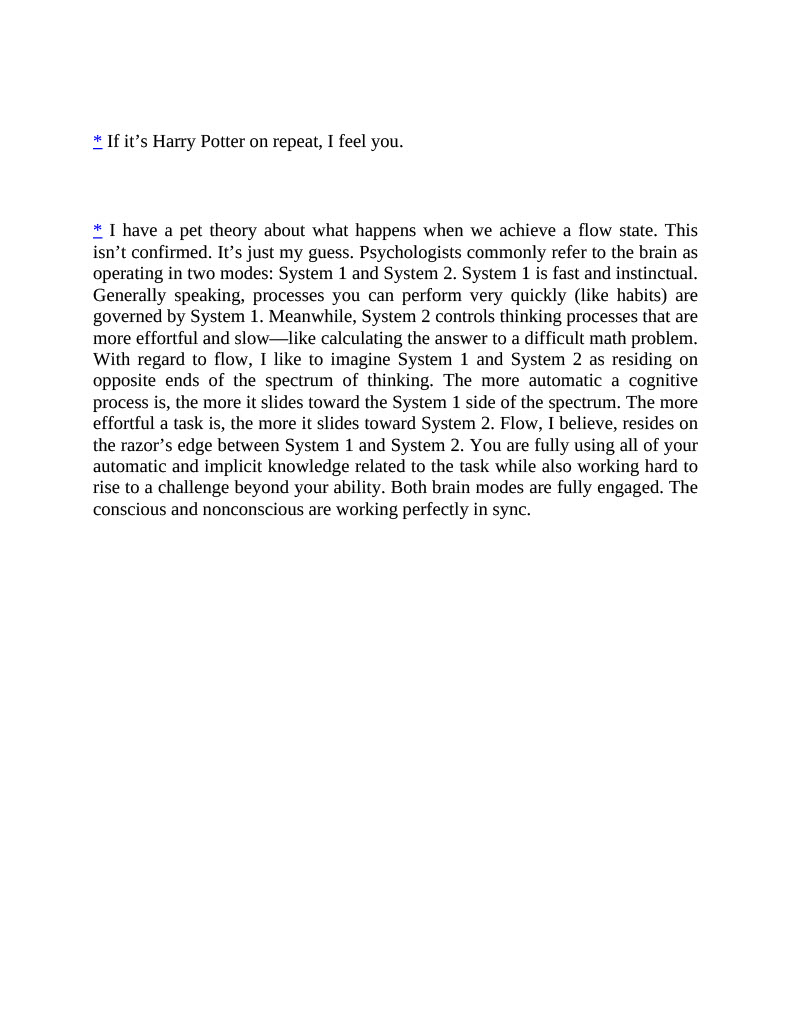 * If it’s Harry Potter on repeat, I feel you.
* I have a pet theory about what happens when we achieve a flow state. This
isn’t confirmed. It’s just my guess. Psychologists commonly refer to the brain as
operating in two modes: System 1 and System 2. System 1 is fast and instinctual.
Generally speaking, processes you can perform very quickly (like habits) are
governed by System 1. Meanwhile, System 2 controls thinking processes that are
more effortful and slow—like calculating the answer to a difficult math problem.
With regard to flow, I like to imagine System 1 and System 2 as residing on
opposite ends of the spectrum of thinking. The more automatic a cognitive
process is, the more it slides toward the System 1 side of the spectrum. The more
effortful a task is, the more it slides toward System 2. Flow, I believe, resides on
the razor’s edge between System 1 and System 2. You are fully using all of your
automatic and implicit knowledge related to the task while also working hard to
rise to a challenge beyond your ability. Both brain modes are fully engaged. The
conscious and nonconscious are working perfectly in sync.